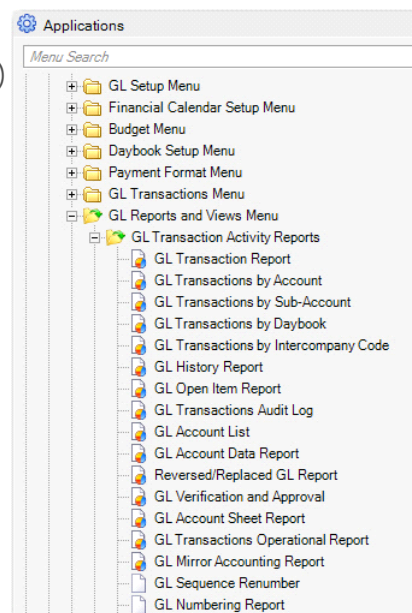 Applications
Menu Search
GL Setup Menu
Financial Calendar Setup Menu
Budget Menu
Daybook Setup Menu
Payment Format Menu
GL Transactions Menu
GL Reports and Views Menu
GL Transaction Activity Reports
GL Transaction Report
GL Transactions by Account
GL Transactions by Sub-Account
GL Transactions by Daybook
GL Transactions by Intercompany Code
GL History Report
GL Open Item Report
GL Transactions Audit Log
GL Account List
GL Account Data Report
Reversed/Replaced GL Report
GL Verification and Approval
GL Account Sheet Report
GL Transactions Operational Report
GL Mirror Accounting Report
GL Sequence Renumber
GL Numbering Report